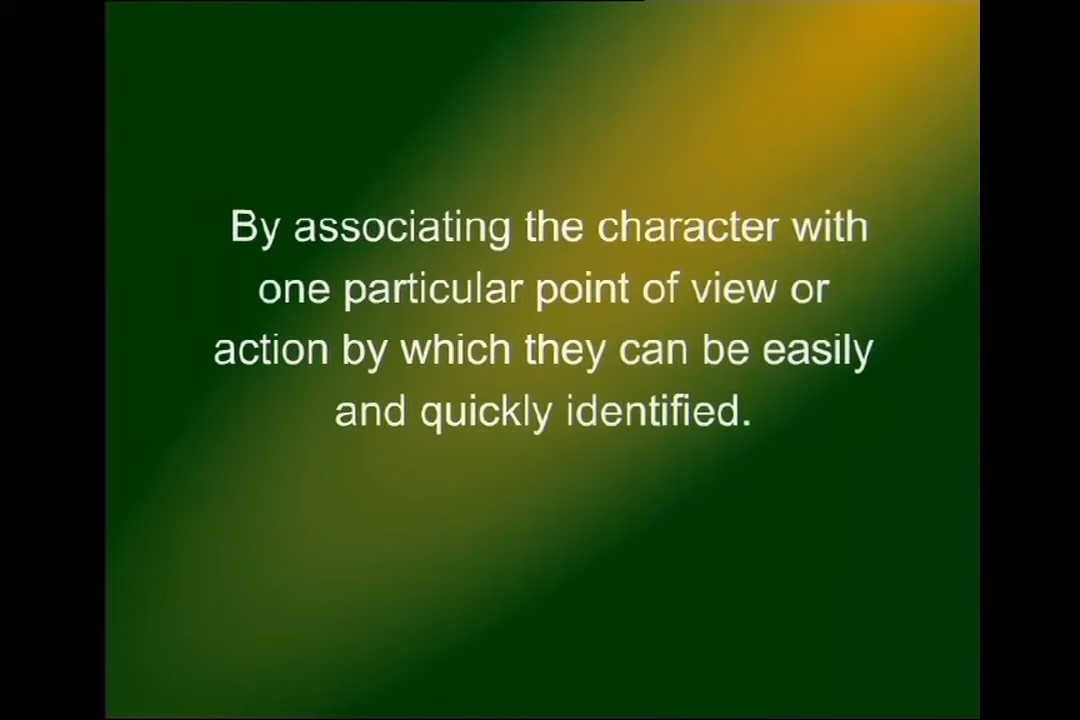 By associating the character with
one particular point of view or
action by which they can be easily
and quickly identified.